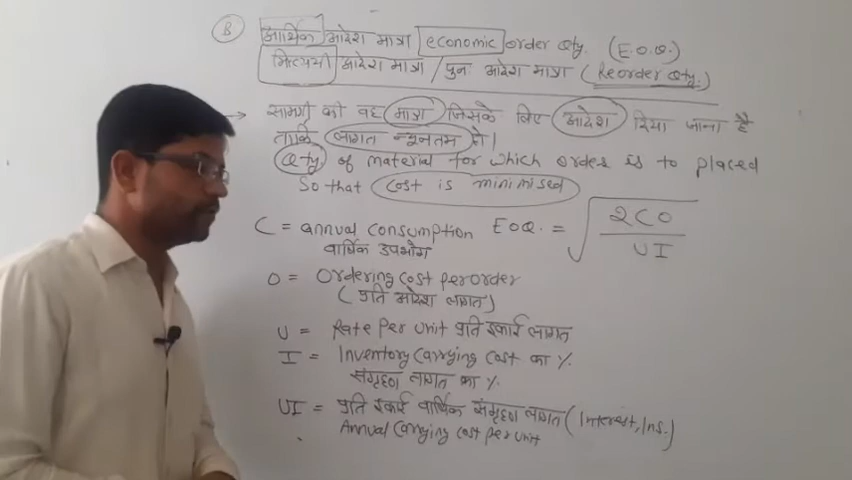 B आर्थिक आदेश मात्रा economic order Qty. (E.O.Q.)
मितव्ययी आदेश मात्रा / पुनः आदेश मात्रा (Reorder Qty.)
→ सामग्री की वह मात्रा जिसके लिए आदेश दिया जाता है
ताकि लागत न्यूनतम हो।
Qty of material for which order is to placed
So that cost is minimised
C = annual consumption E.O.Q. = √2CO / UI
वार्षिक उपभोग
O = Ordering cost per order
(प्रति आदेश लागत)
U = Rate Per Unit प्रति इकाई लागत
I = Inventory Carrying Cost का %
संग्रहण लागत का %
UI = प्रति इकाई वार्षिक संग्रहण लागत (Interest, Ins.)
Annual Carrying cost per unit